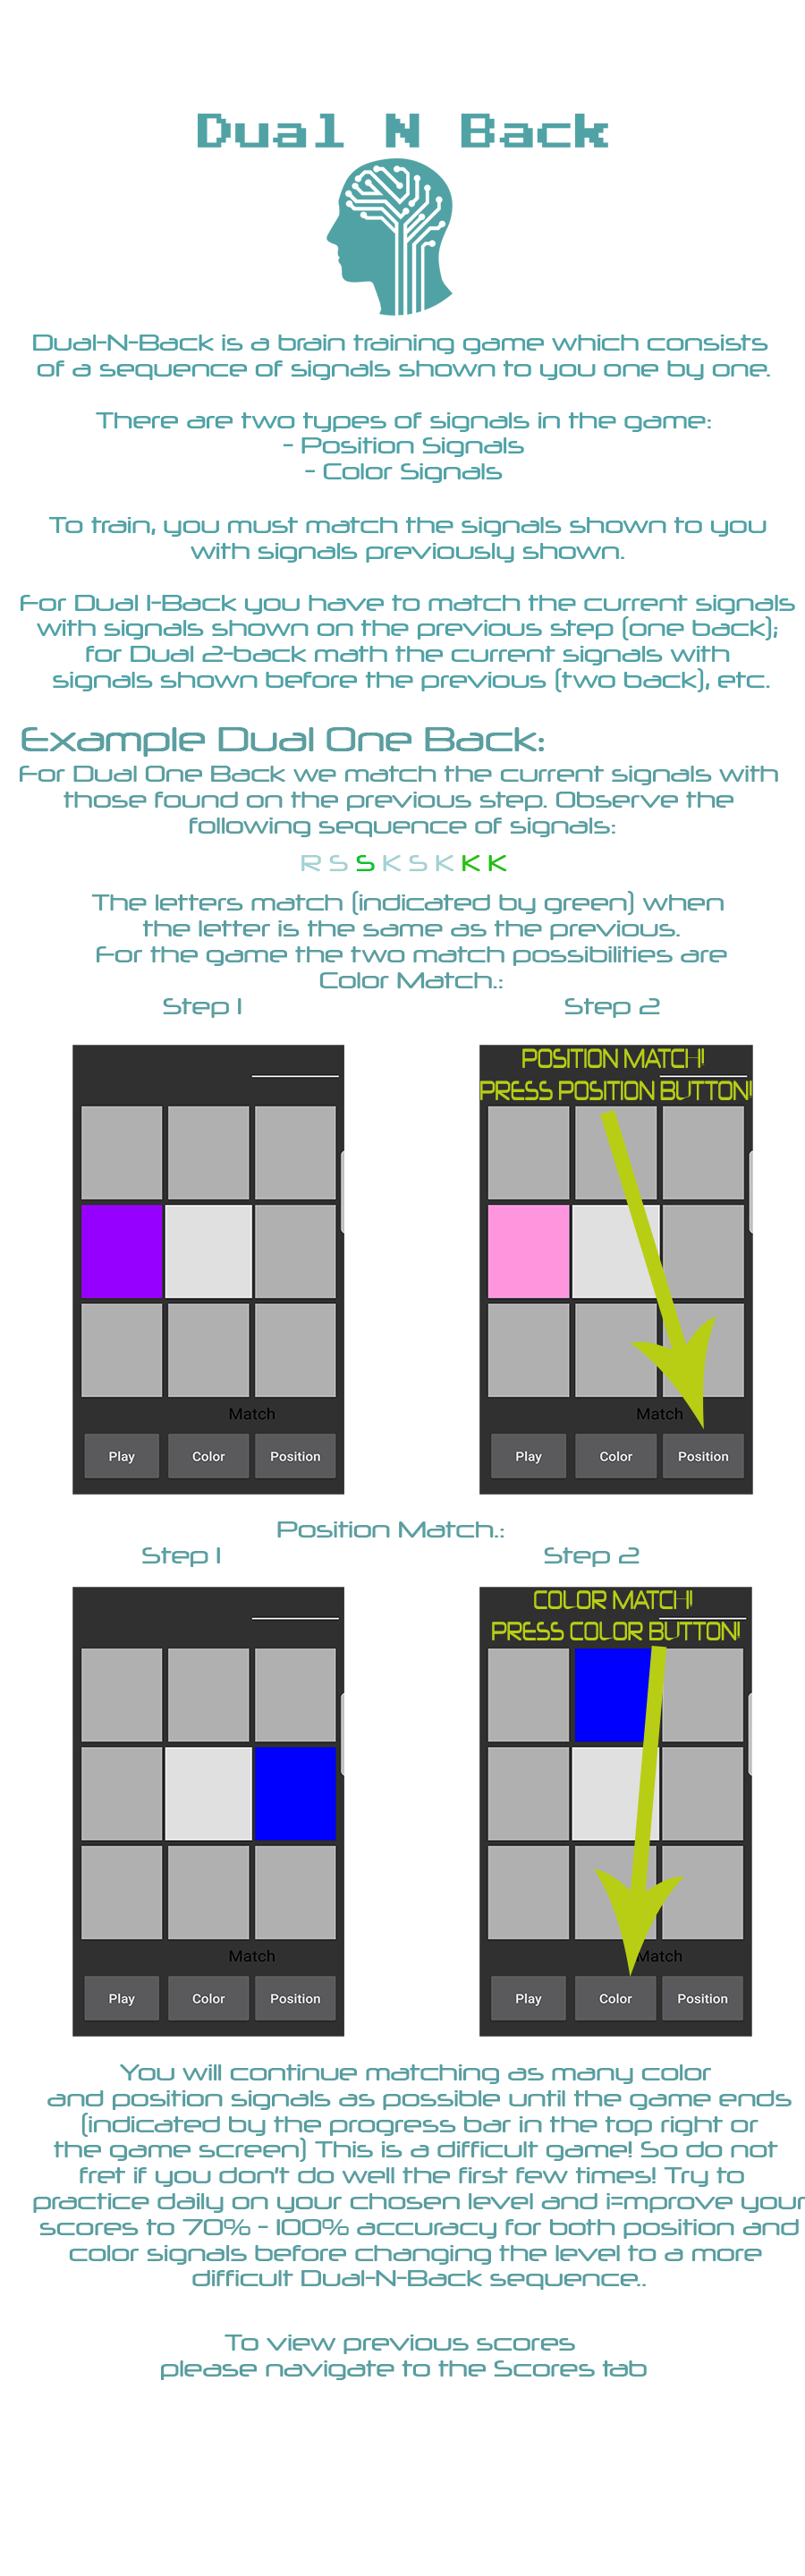 Dual N Back
Dual-N-Back is a brain training game which consists
of a sequence of signals shown to you one by one.
There are two types of signals in the game:
- Position Signals
- Color Signals
To train, you must match the signals shown to you
with signals previously shown.
For Dual 1-Back you have to match the current signals
with signals shown on the previous step (one back);
for Dual 2-back math the current signals with
signals shown before the previous (two back), etc.
Example Dual One Back:
For Dual One Back we match the current signals with
those found on the previous step. Observe the
following sequence of signals:
R S S K S K K K
The letters match (indicated by green) when
the letter is the same as the previous.
For the game the two match possibilities are
Color Match.:
Step 1 Step 2
POSITION MATCH!
PRESS POSITION BUTTON!
Match
Play Color Position
Match
Play Color Position
Position Match.:
Step 1 Step 2
COLOR MATCH!
PRESS COLOR BUTTON!
Match
Play Color Position
Match
Play Color Position
You will continue matching as many color
and position signals as possible until the game ends
(indicated by the progress bar in the top right or
the game screen) This is a difficult game! So do not
fret if you don't do well the first few times! Try to
practice daily on your chosen level and i=mprove your
scores to 70% - 100% accuracy for both position and
color signals before changing the level to a more
difficult Dual-N-Back sequence..
To view previous scores
please navigate to the Scores tab